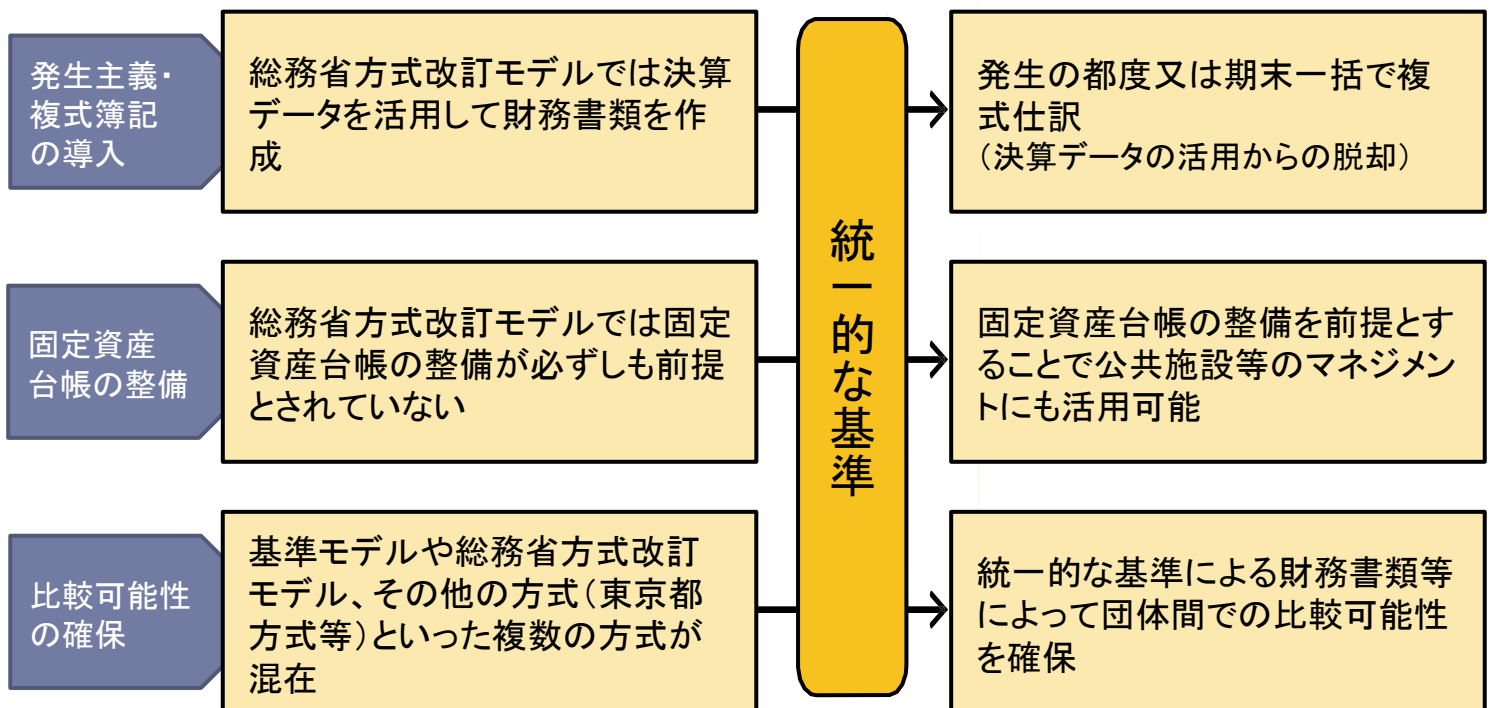 発生主義・
複式簿記
の導入
総務省方式改訂モデルでは決算
データを活用して財務書類を作
成
発生の都度又は期末一括で複
式仕訳
（決算データの活用からの脱却）
統一的な基準
固定資産
台帳の整備
総務省方式改訂モデルでは固定
資産台帳の整備が必ずしも前提
とされていない
固定資産台帳の整備を前提とす
ることで公共施設等のマネジメン
トにも活用可能
比較可能性
の確保
基準モデルや総務省方式改訂
モデル、その他の方式（東京都
方式等）といった複数の方式が
混在
統一的な基準による財務書類等
によって団体間での比較可能性
を確保